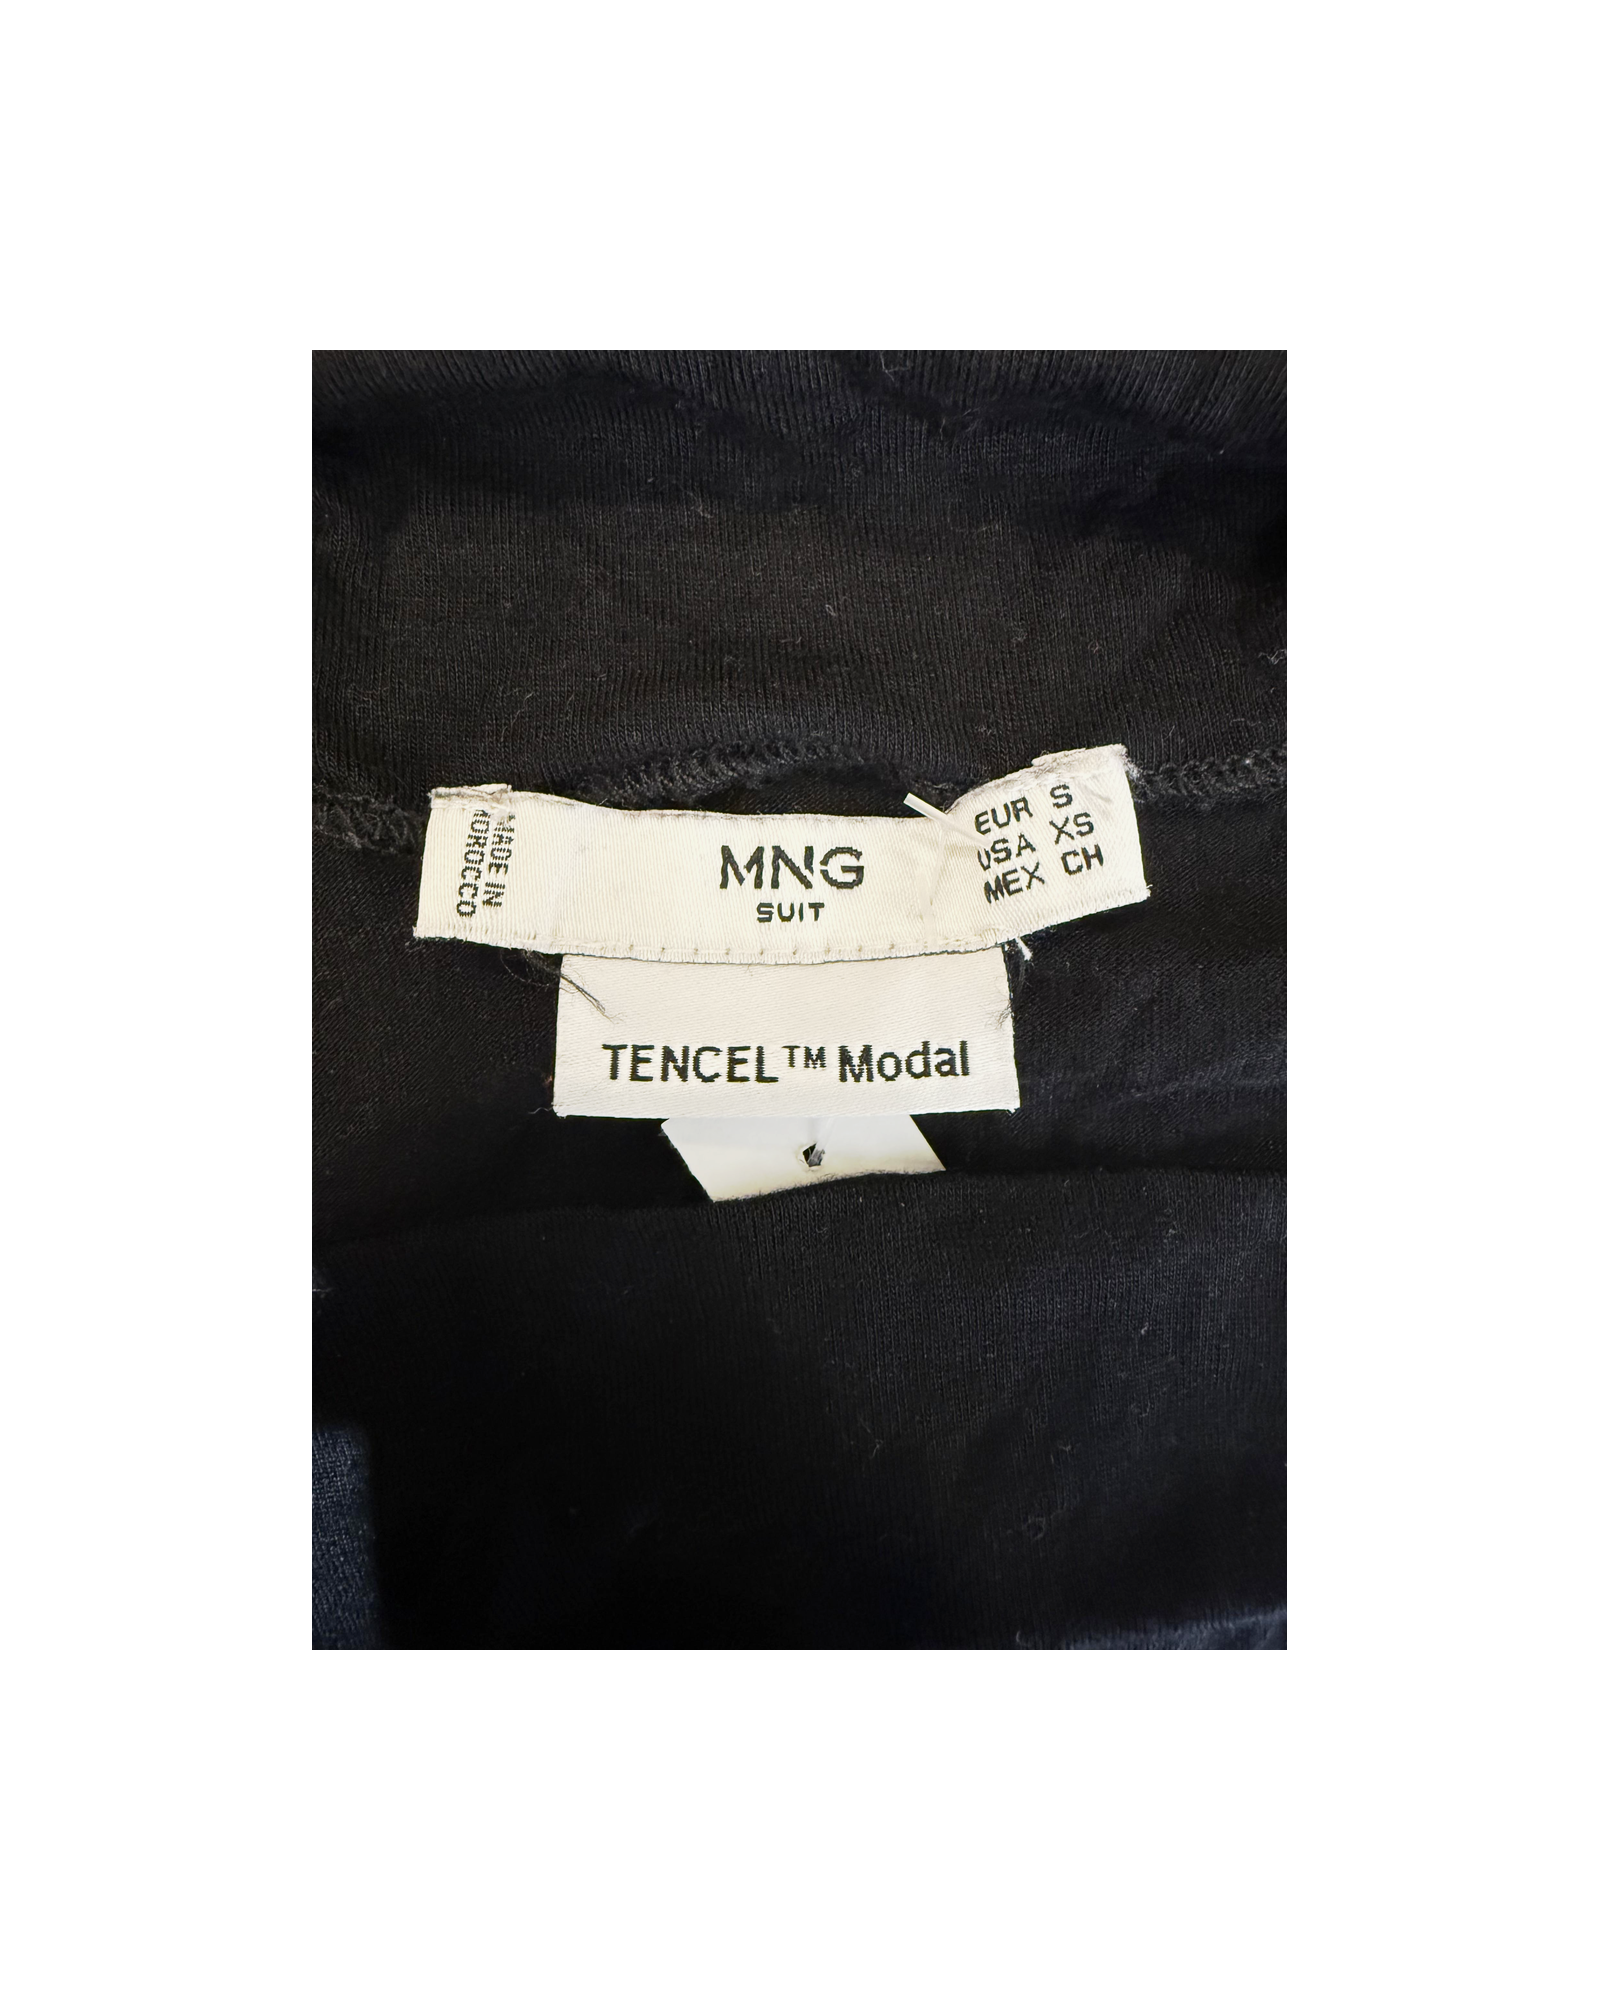 MADE IN
MOROCCO
MNG
SUIT
EUR S
USA XS
MEX CH
TENCEL™ Modal